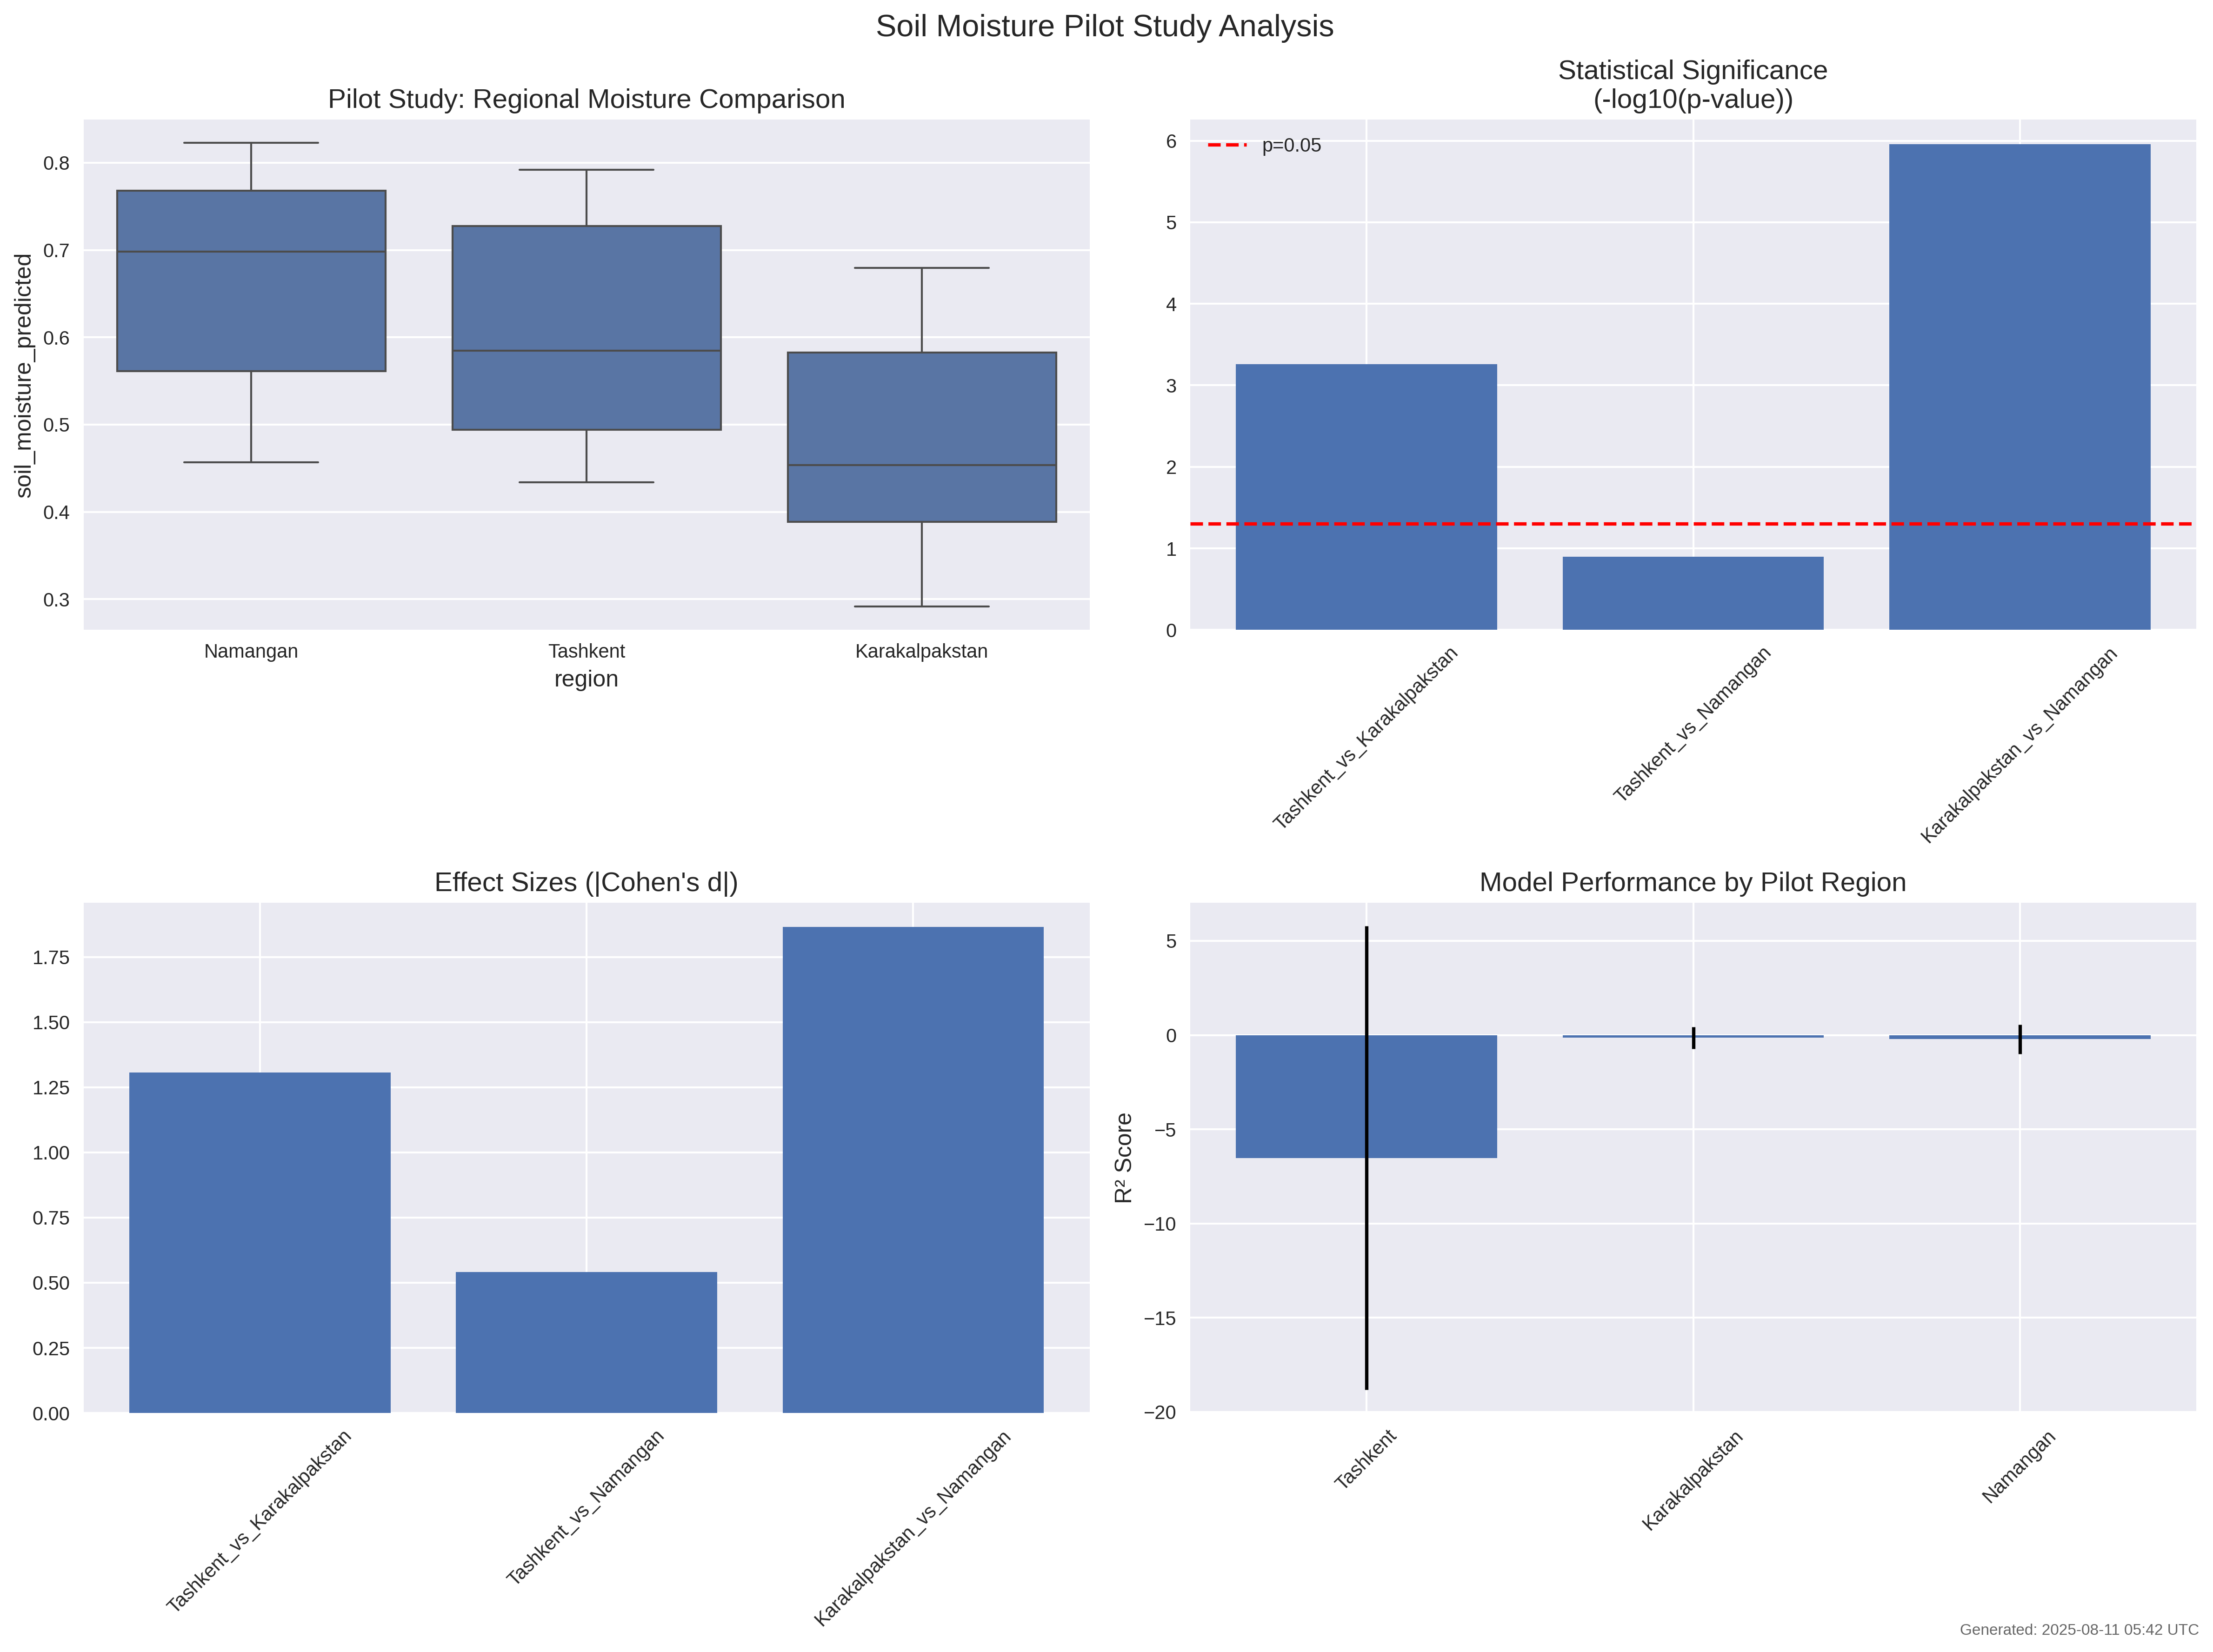 Soil Moisture Pilot Study Analysis
Pilot Study: Regional Moisture Comparison
soil_moisture_predicted
0.8
0.7
0.6
0.5
0.4
0.3
Namangan
Tashkent
Karakalpakstan
region
Statistical Significance
(-log10(p-value))
p=0.05
6
5
4
3
2
1
0
Tashkent_vs_Karakalpakstan
Tashkent_vs_Namangan
Karakalpakstan_vs_Namangan
Effect Sizes (|Cohen's d|)
1.75
1.50
1.25
1.00
0.75
0.50
0.25
0.00
Tashkent_vs_Karakalpakstan
Tashkent_vs_Namangan
Karakalpakstan_vs_Namangan
Model Performance by Pilot Region
R² Score
5
0
−5
−10
−15
−20
Tashkent
Karakalpakstan
Namangan
Generated: 2025-08-11 05:42 UTC